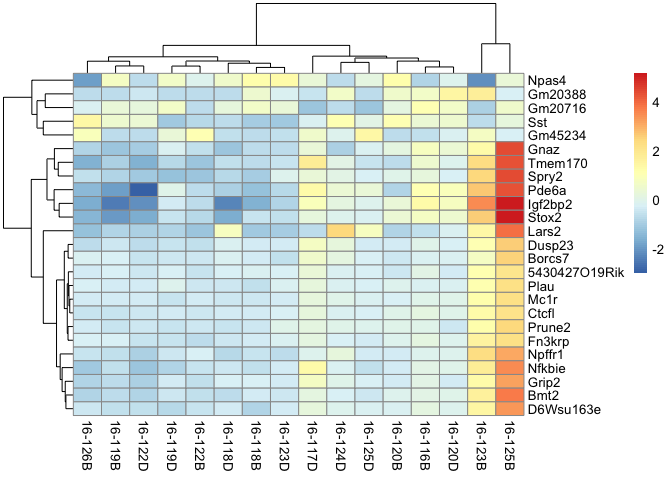 Npas4
Gm20388
Gm20716
Sst
Gm45234
Gnaz
Tmem170
Spry2
Pde6a
Igf2bp2
Stox2
Lars2
Dusp23
Borcs7
5430427O19Rik
Plau
Mc1r
Ctcfl
Prune2
Fn3krp
Npffr1
Nfkbie
Grip2
Bmt2
D6Wsu163e
4
2
0
-2
16-126B
16-119B
16-122D
16-119D
16-122B
16-118D
16-118B
16-123D
16-117D
16-124D
16-125D
16-120B
16-116B
16-120D
16-123B
16-125B